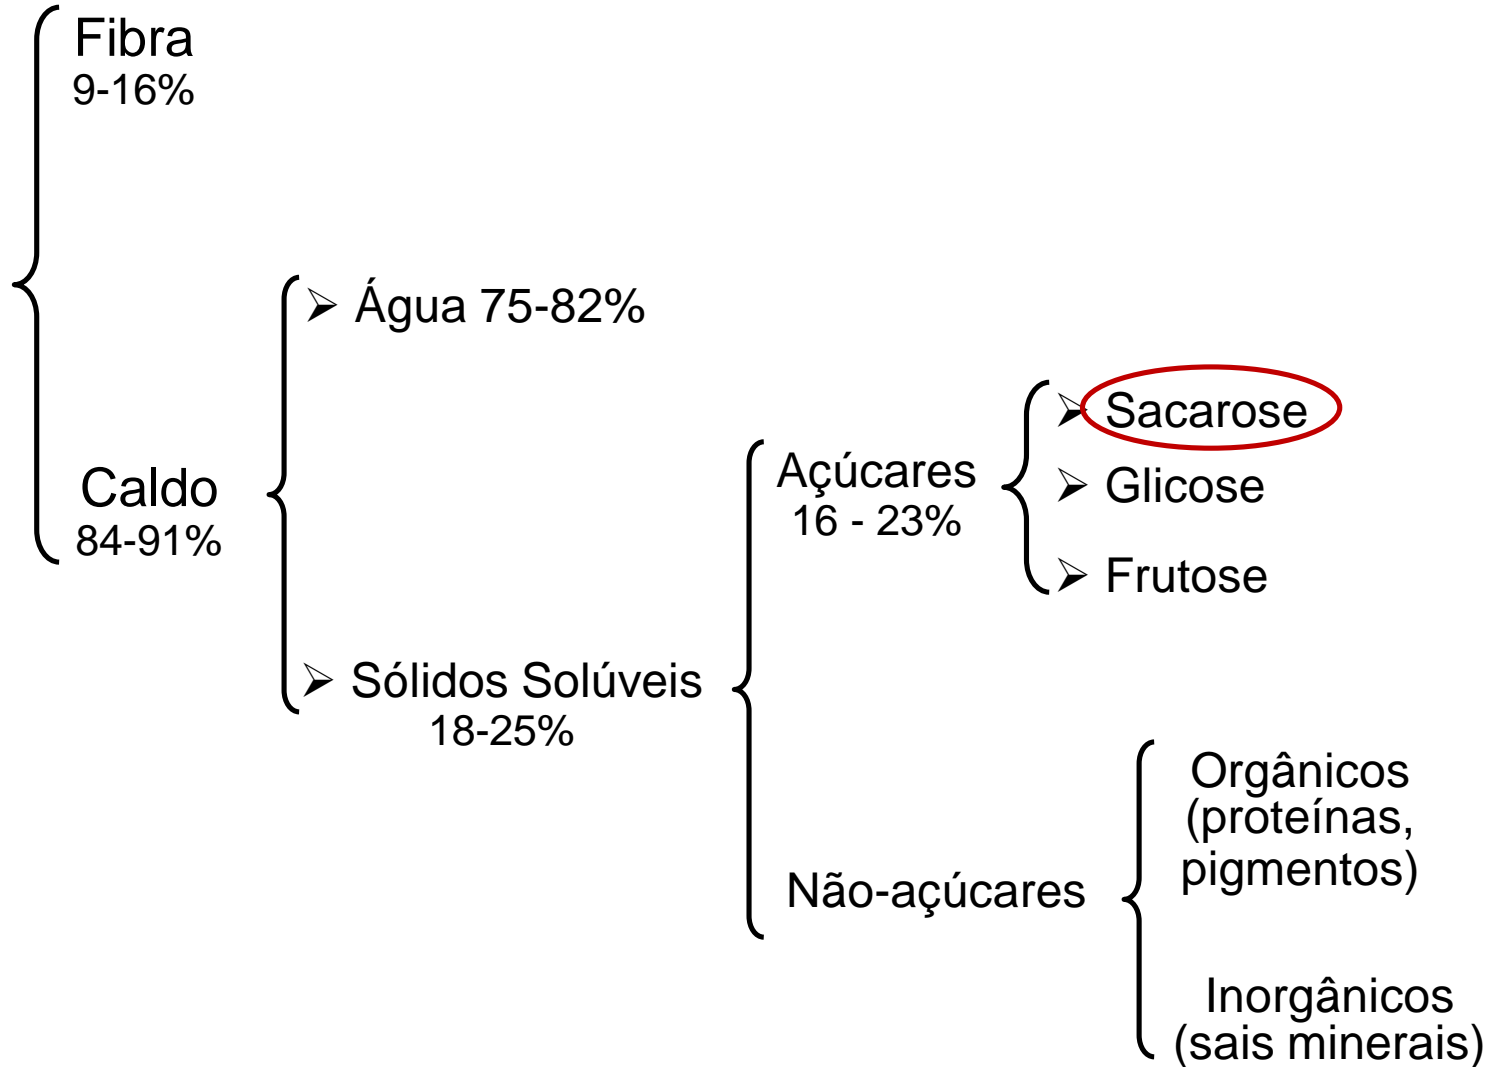 Fibra
9-16%
Água 75-82%
Caldo
84-91%
Sólidos Solúveis
18-25%
Açúcares
16 - 23%
Sacarose
Glicose
Frutose
Não-açúcares
Orgânicos
(proteínas,
pigmentos)
Inorgânicos
(sais minerais)